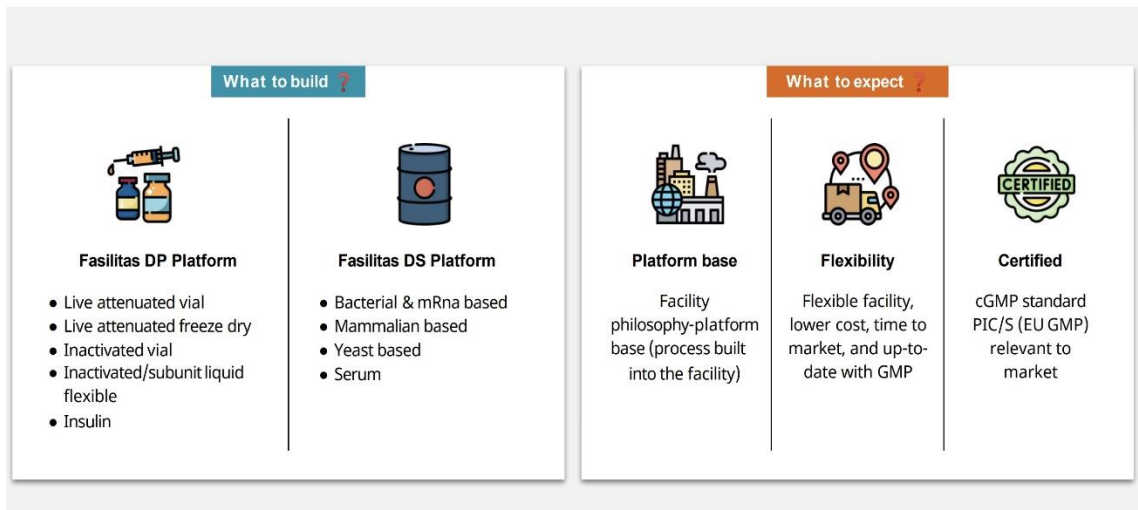 What to build ❓
Fasilitas DP Platform
● Live attenuated vial
● Live attenuated freeze dry
● Inactivated vial
● Inactivated/subunit liquid
flexible
● Insulin
Fasilitas DS Platform
● Bacterial & mRna based
● Mammalian based
● Yeast based
● Serum
What to expect ❓
Platform base
Facility
philosophy-platform
base (process built
into the facility)
Flexibility
Flexible facility,
lower cost, time to
market, and up-to-
date with GMP
CERTIFIED
Certified
cGMP standard
PIC/S (EU GMP)
relevant to
market